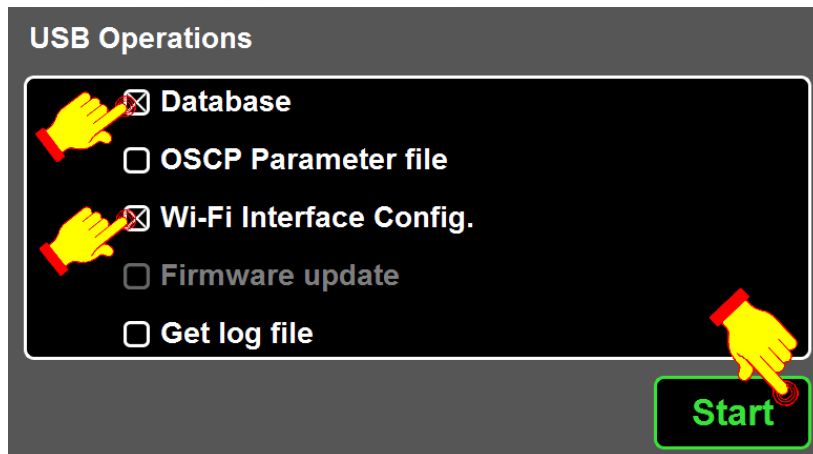 USB Operations
Database
OSCP Parameter file
Wi-Fi Interface Config.
Firmware update
Get log file
Start